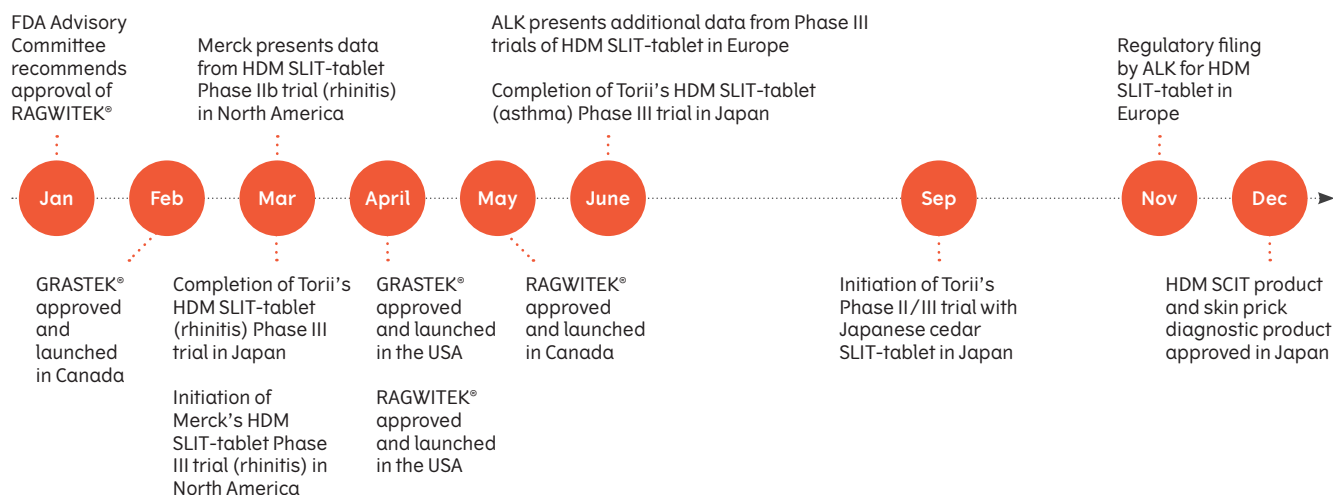 FDA Advisory
Committee
recommends
approval of
RAGWITEK®
Merck presents data
from HDM SLIT-tablet
Phase IIb trial (rhinitis)
in North America
ALK presents additional data from Phase III
trials of HDM SLIT-tablet in Europe
Completion of Torii's HDM SLIT-tablet
(asthma) Phase III trial in Japan
Regulatory filing
by ALK for HDM
SLIT-tablet in
Europe
Jan
Feb
Mar
April
May
June
Sep
Nov
Dec
GRASTEK®
approved
and
launched
in Canada
Completion of Torii's
HDM SLIT-tablet
(rhinitis) Phase III
trial in Japan
Initiation of
Merck's HDM
SLIT-tablet Phase
III trial (rhinitis) in
North America
GRASTEK®
approved
and launched
in the USA
RAGWITEK®
approved
and launched
in the USA
RAGWITEK®
approved
and launched
in Canada
Initiation of Torii's
Phase II/III trial with
Japanese cedar
SLIT-tablet in Japan
HDM SCIT product
and skin prick
diagnostic product
approved in Japan